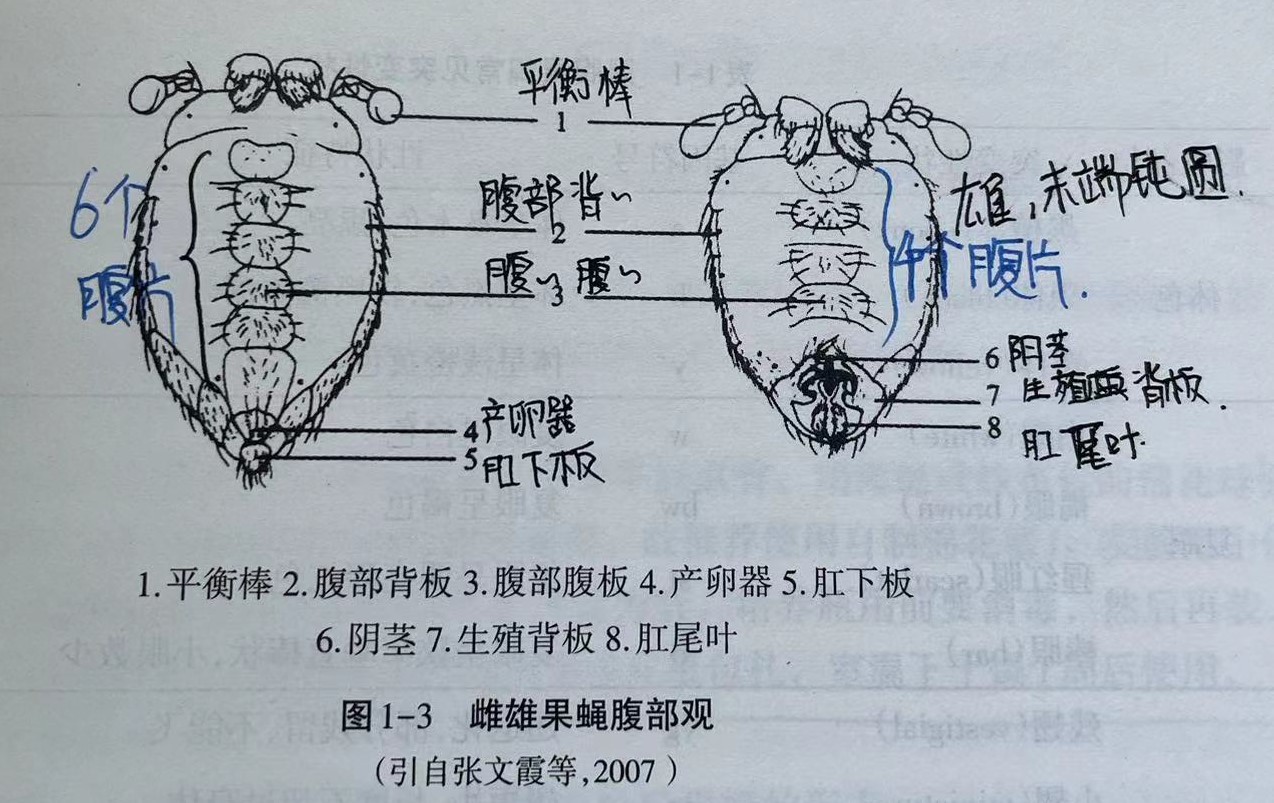 平衡棒
1
6个
腹片
腹部背〃
2
腹〃腹〃
3
雄,末端钝圆.
4个腹片.
6 阴茎
7 生殖 背板.
8 肛尾叶.
4 产卵器
5 肛下板
1.平衡棒 2.腹部背板 3.腹部腹板 4.产卵器 5.肛下板
6.阴茎 7.生殖背板 8.肛尾叶
图1-3 雌雄果蝇腹部观
(引自张文霞等,2007)